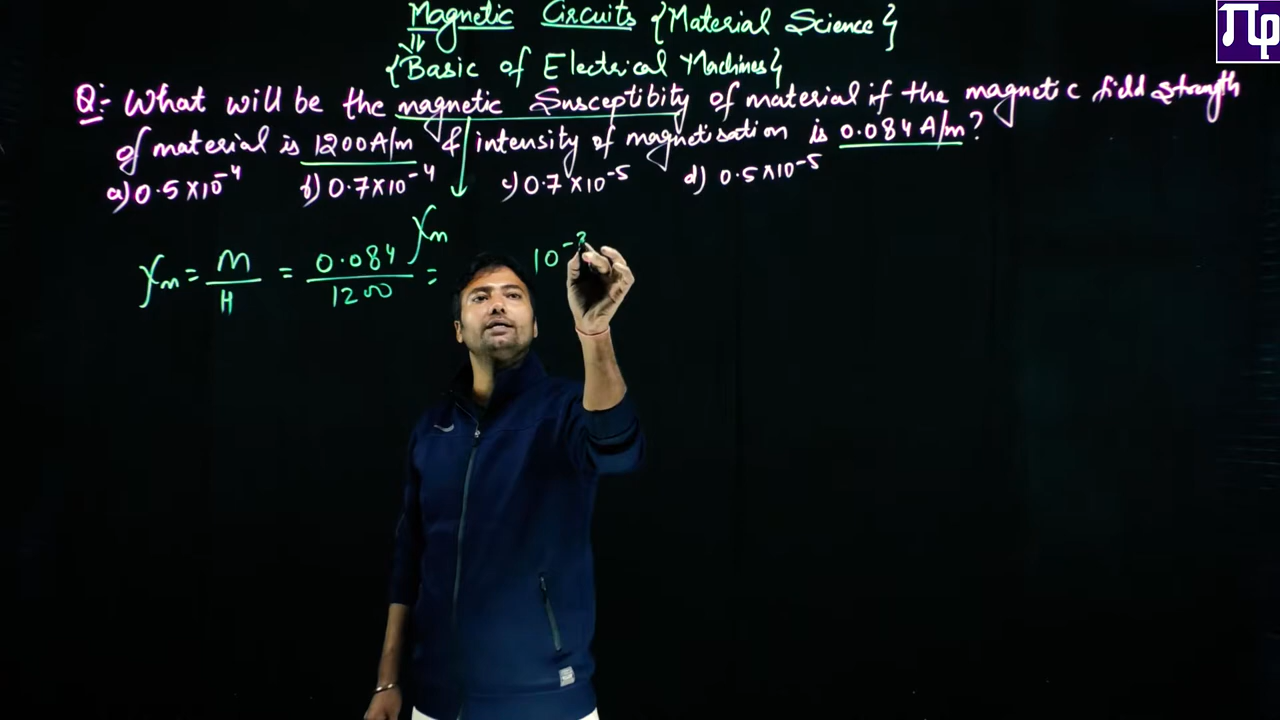 Magnetic Circuits {Material Science}
{Basic of Electrical Machines}
Q:- What will be the magnetic Susceptibity of material if the magnetic field strength
of material is 1200A/m & intensity of magnetisation is 0.084 A/m?
a) 0.5×10⁻⁴ b) 0.7×10⁻⁴ c) 0.7×10⁻⁵ d) 0.5×10⁻⁵
χm
χm = M/H = 0.084/1200 = 10
πφ